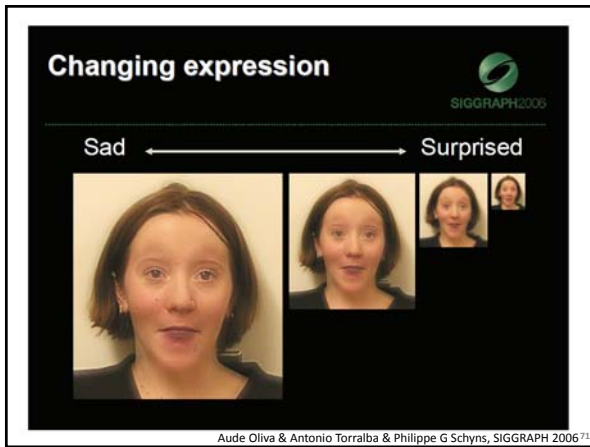 Changing expression
SIGGRAPH2006
Sad Surprised
Aude Oliva & Antonio Torralba & Philippe G Schyns, SIGGRAPH 2006 71